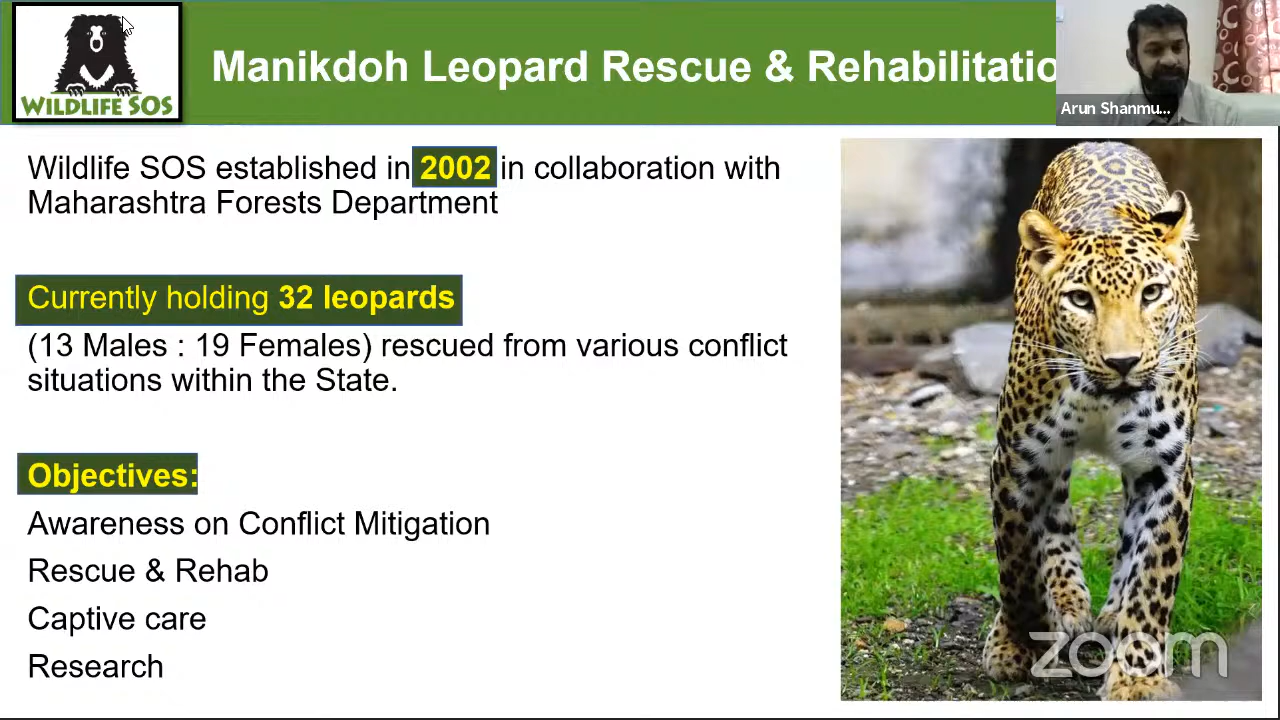 WILDLIFE SOS
Manikdoh Leopard Rescue & Rehabilitatio
Arun Shanmu...
Wildlife SOS established in 2002 in collaboration with
Maharashtra Forests Department
Currently holding 32 leopards
(13 Males : 19 Females) rescued from various conflict
situations within the State.
Objectives:
Awareness on Conflict Mitigation
Rescue & Rehab
Captive care
Research
zoom